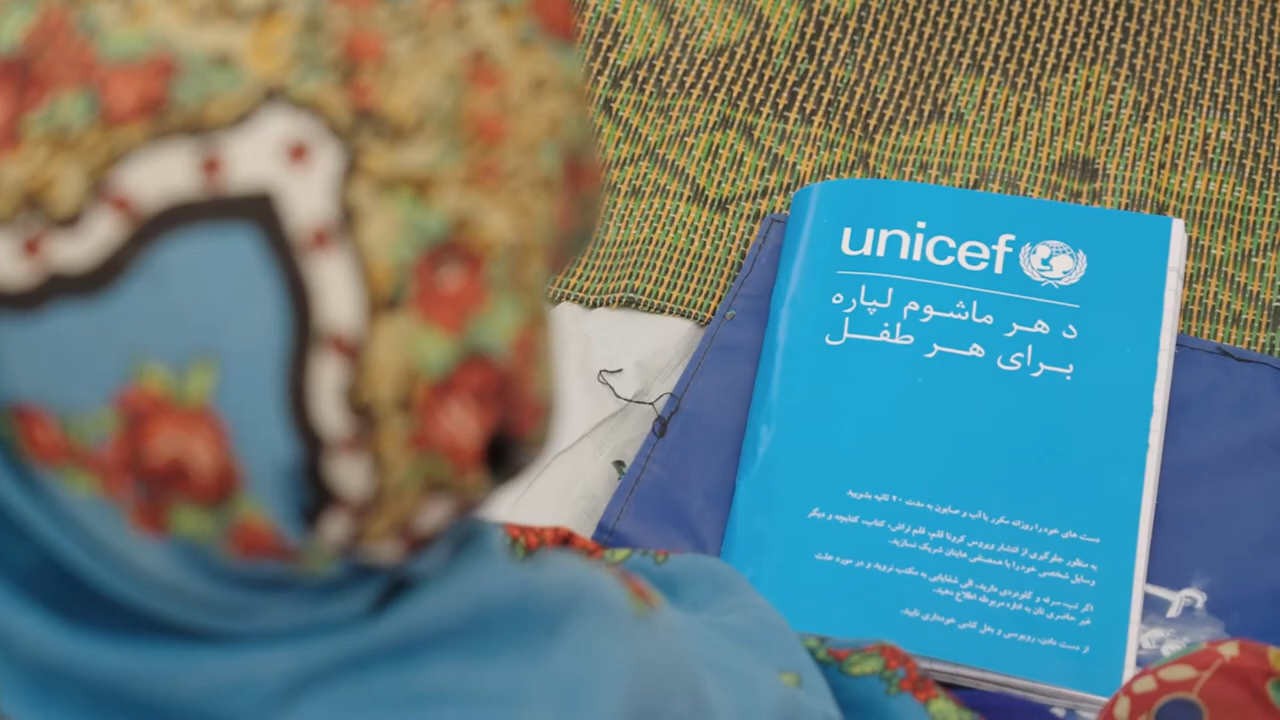 unicef
د هر ماشوم لپاره
برای هر طفل
دست های خود را روزانه مکرر با آب و صابون به مدت ۲۰ ثانیه بشویید
به منظور جلوگیری از انتشار ویروس کرونا قلم، قلم تراش، کتاب، کتابچه و دیگر
وسایل شخصی خود را با همصنفی هایتان شریک نسازید.
اگر تب، سرفه و گلودردی دارید، الی شفایابی به مکتب نروید و در مورد علت
غیر حاضری تان به اداره مربوطه اطلاع دهید.
از دست دادن، روبوسی و بغل کشی خودداری نایید.